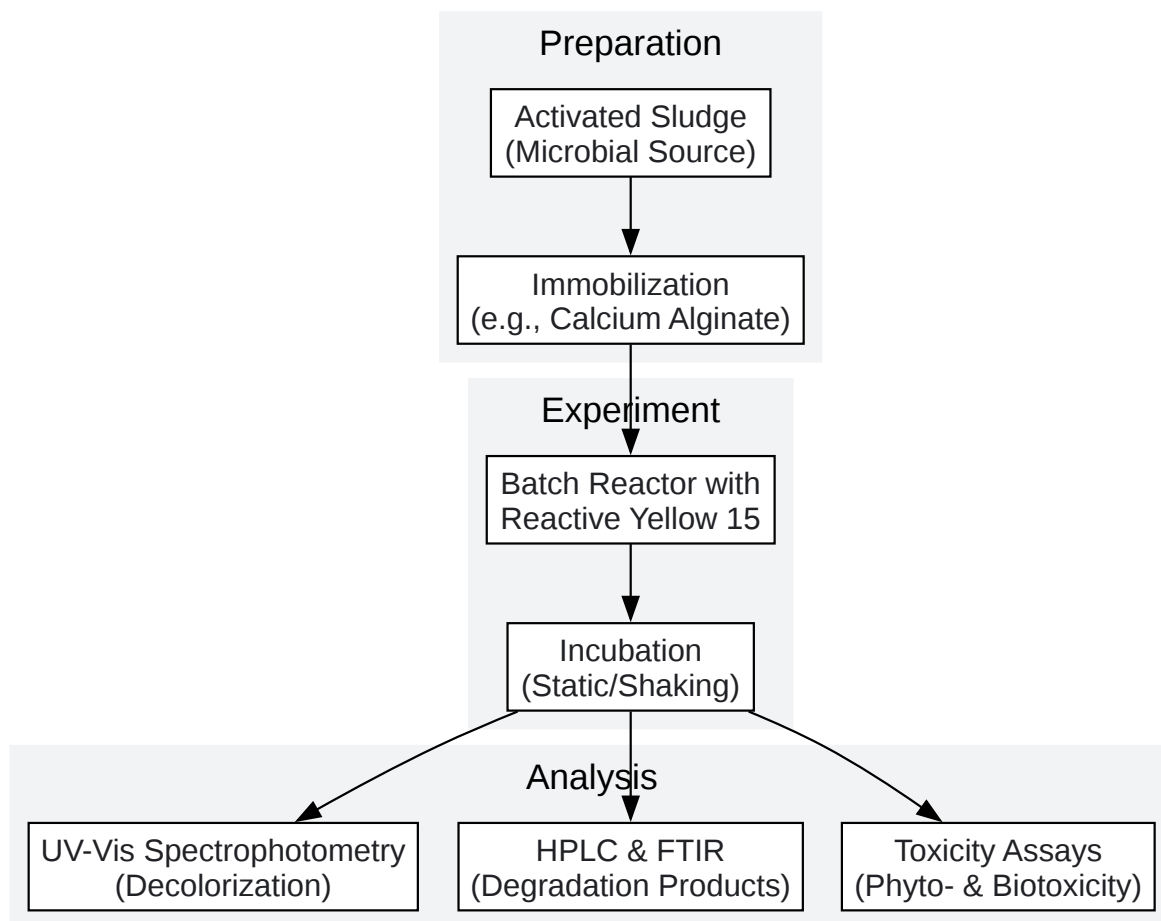 Preparation
Activated Sludge
(Microbial Source)
Immobilization
(e.g., Calcium Alginate)
Experiment
Batch Reactor with
Reactive Yellow 15
Incubation
(Static/Shaking)
Analysis
UV-Vis Spectrophotometry
(Decolorization)
HPLC & FTIR
(Degradation Products)
Toxicity Assays
(Phyto- & Biotoxicity)